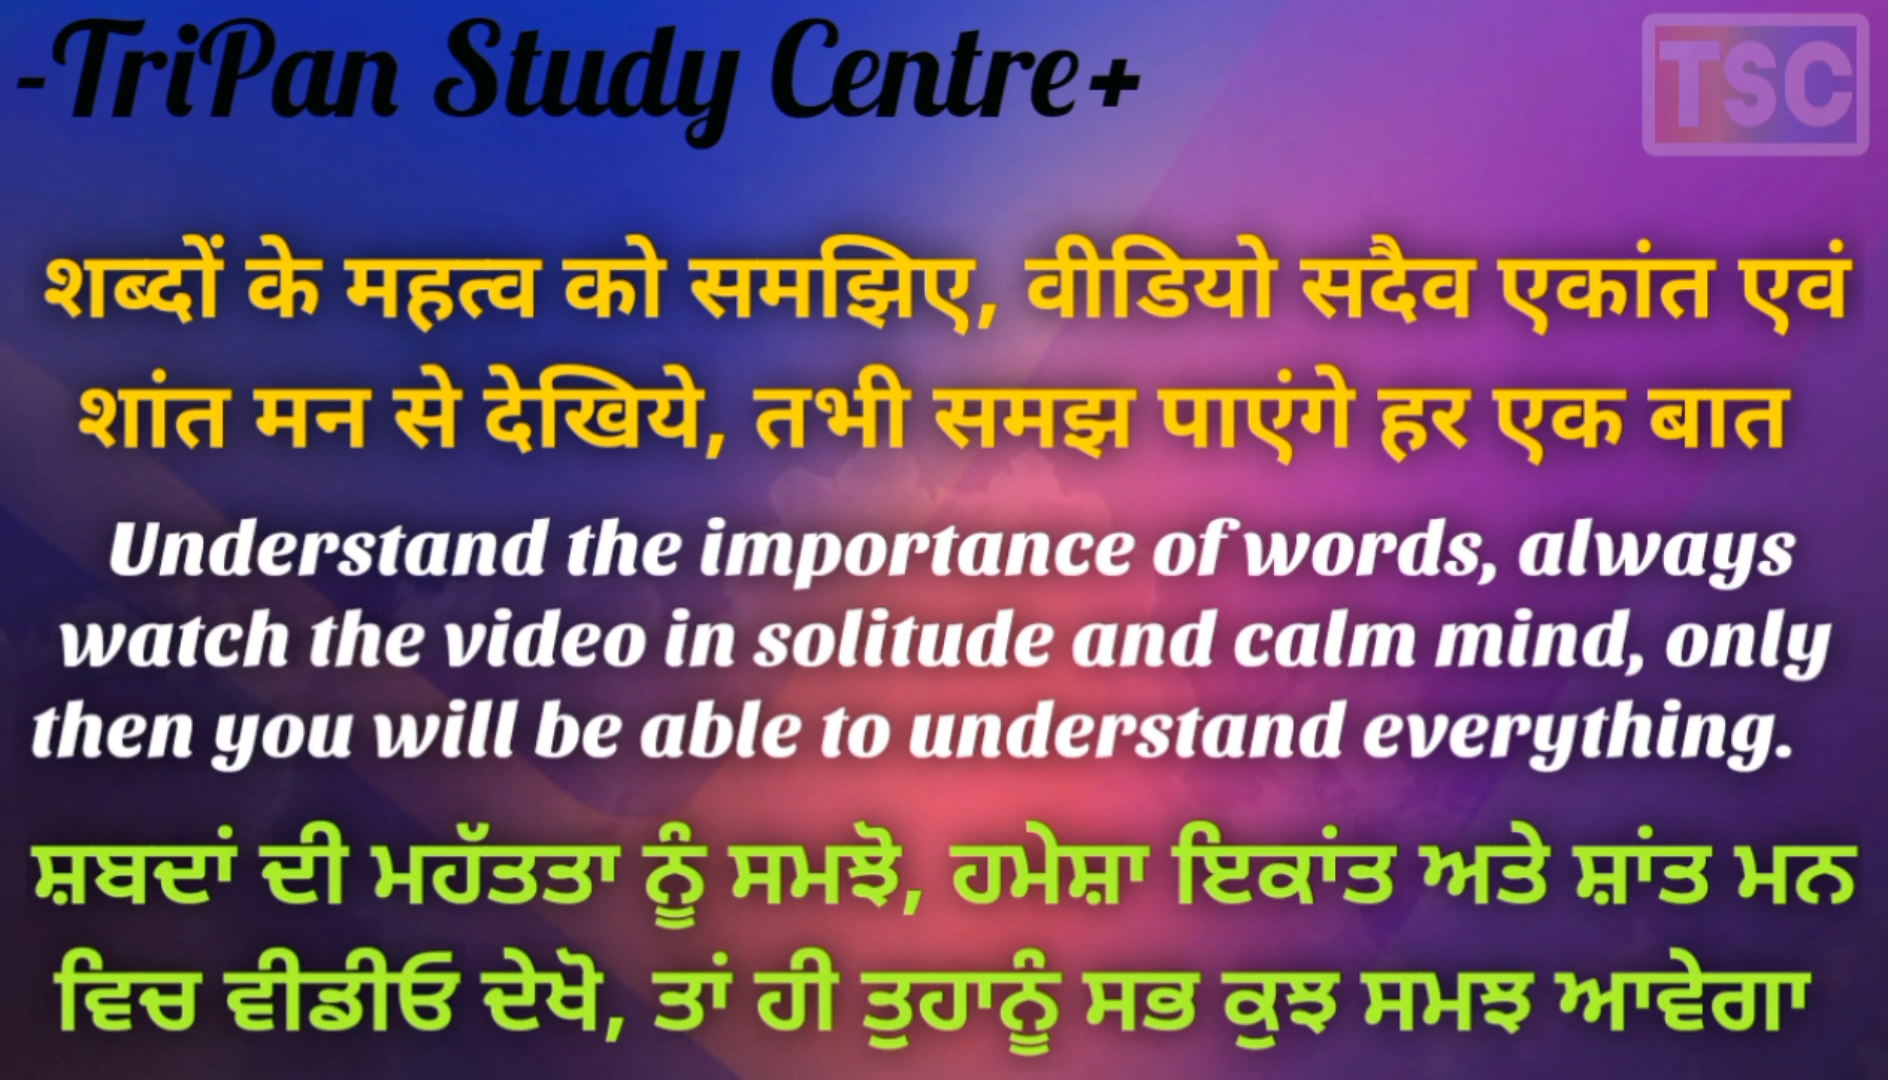 -TriPan Study Centre+
TSC
शब्दों के महत्व को समझिए, वीडियो सदैव एकांत एवं
शांत मन से देखिये, तभी समझ पाएंगे हर एक बात
Understand the importance of words, always
watch the video in solitude and calm mind, only
then you will be able to understand everything.
ਸ਼ਬਦਾਂ ਦੀ ਮਹੱਤਤਾ ਨੂੰ ਸਮਝੋ, ਹਮੇਸ਼ਾ ਇਕਾਂਤ ਅਤੇ ਸ਼ਾਂਤ ਮਨ
ਵਿਚ ਵੀਡੀਓ ਦੇਖੋ, ਤਾਂ ਹੀ ਤੁਹਾਨੂੰ ਸਭ ਕੁਝ ਸਮਝ ਆਵੇਗਾ